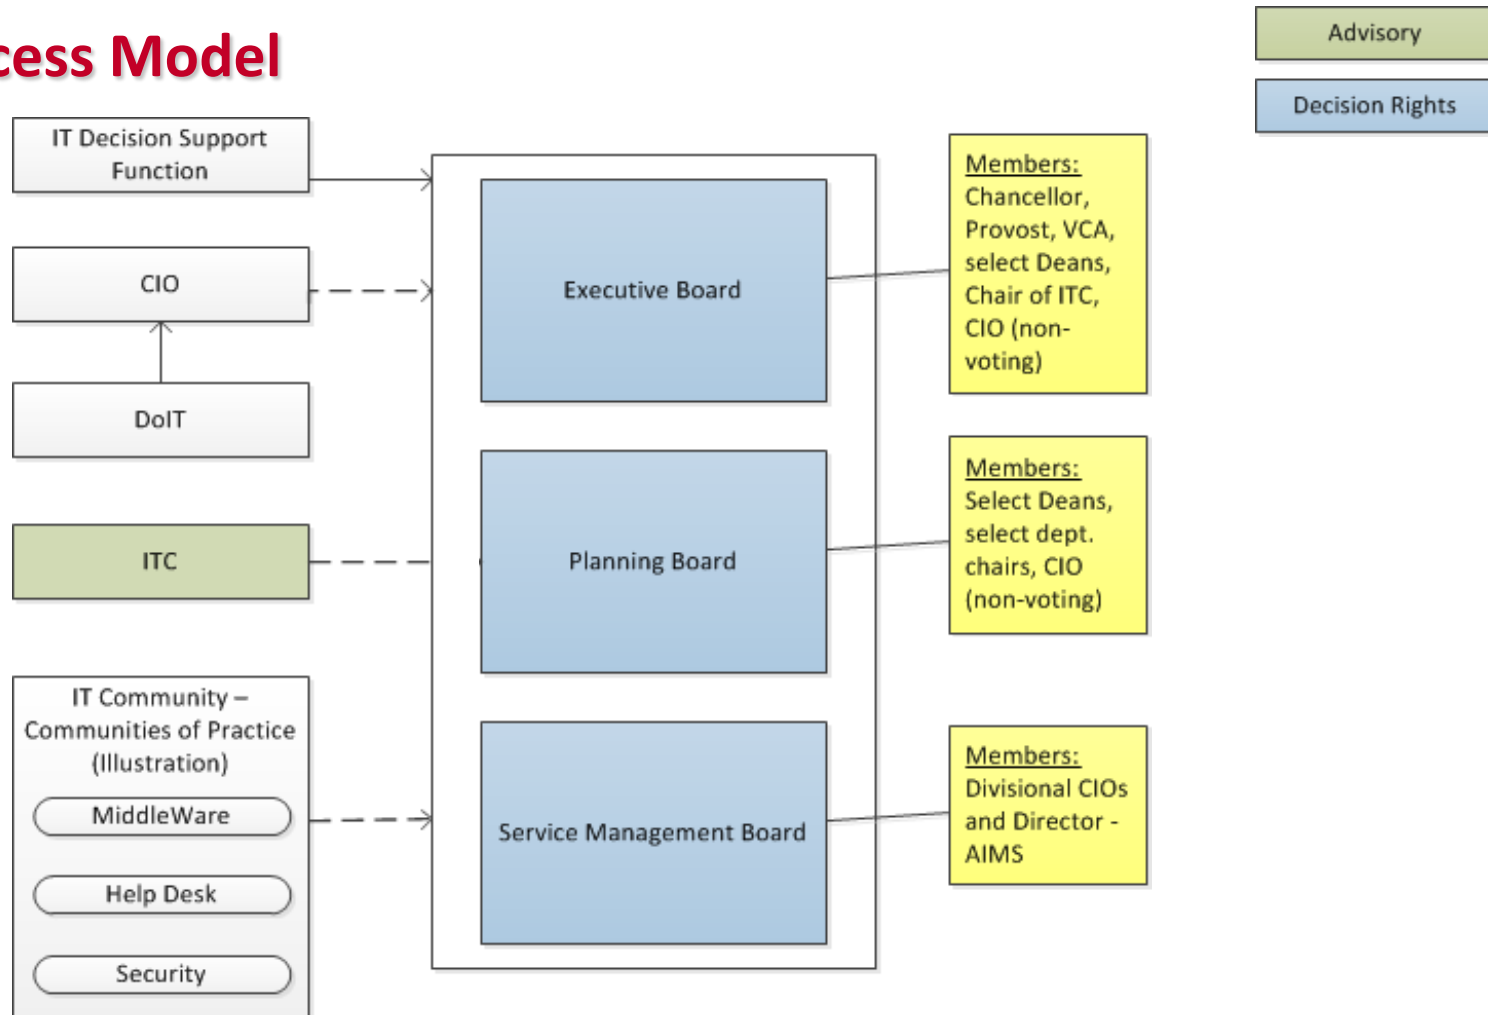 cess Model
Advisory
Decision Rights
IT Decision Support
Function
CIO
DoIT
ITC
IT Community –
Communities of Practice
(Illustration)
MiddleWare
Help Desk
Security
Executive Board
Planning Board
Service Management Board
Members:
Chancellor,
Provost, VCA,
select Deans,
Chair of ITC,
CIO (non-
voting)
Members:
Select Deans,
select dept.
chairs, CIO
(non-voting)
Members:
Divisional CIOs
and Director -
AIMS